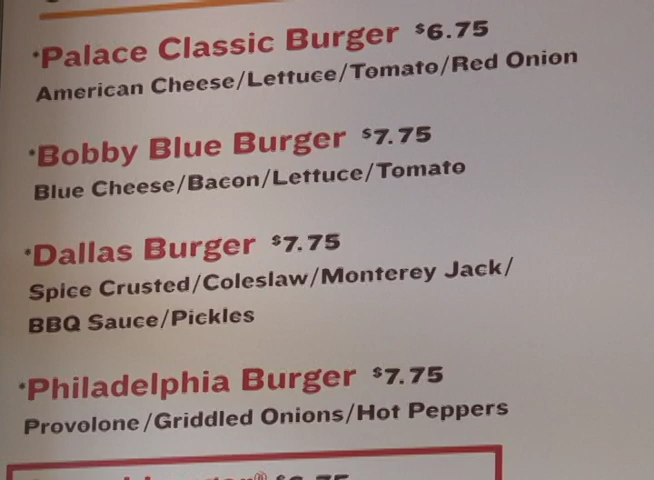 *Palace Classic Burger $6.75
American Cheese/Lettuce/Tomato/Red Onion
*Bobby Blue Burger $7.75
Blue Cheese/Bacon/Lettuce/Tomato
*Dallas Burger $7.75
Spice Crusted/Coleslaw/Monterey Jack/
BBQ Sauce/Pickles
*Philadelphia Burger $7.75
Provolone/Griddled Onions/Hot Peppers